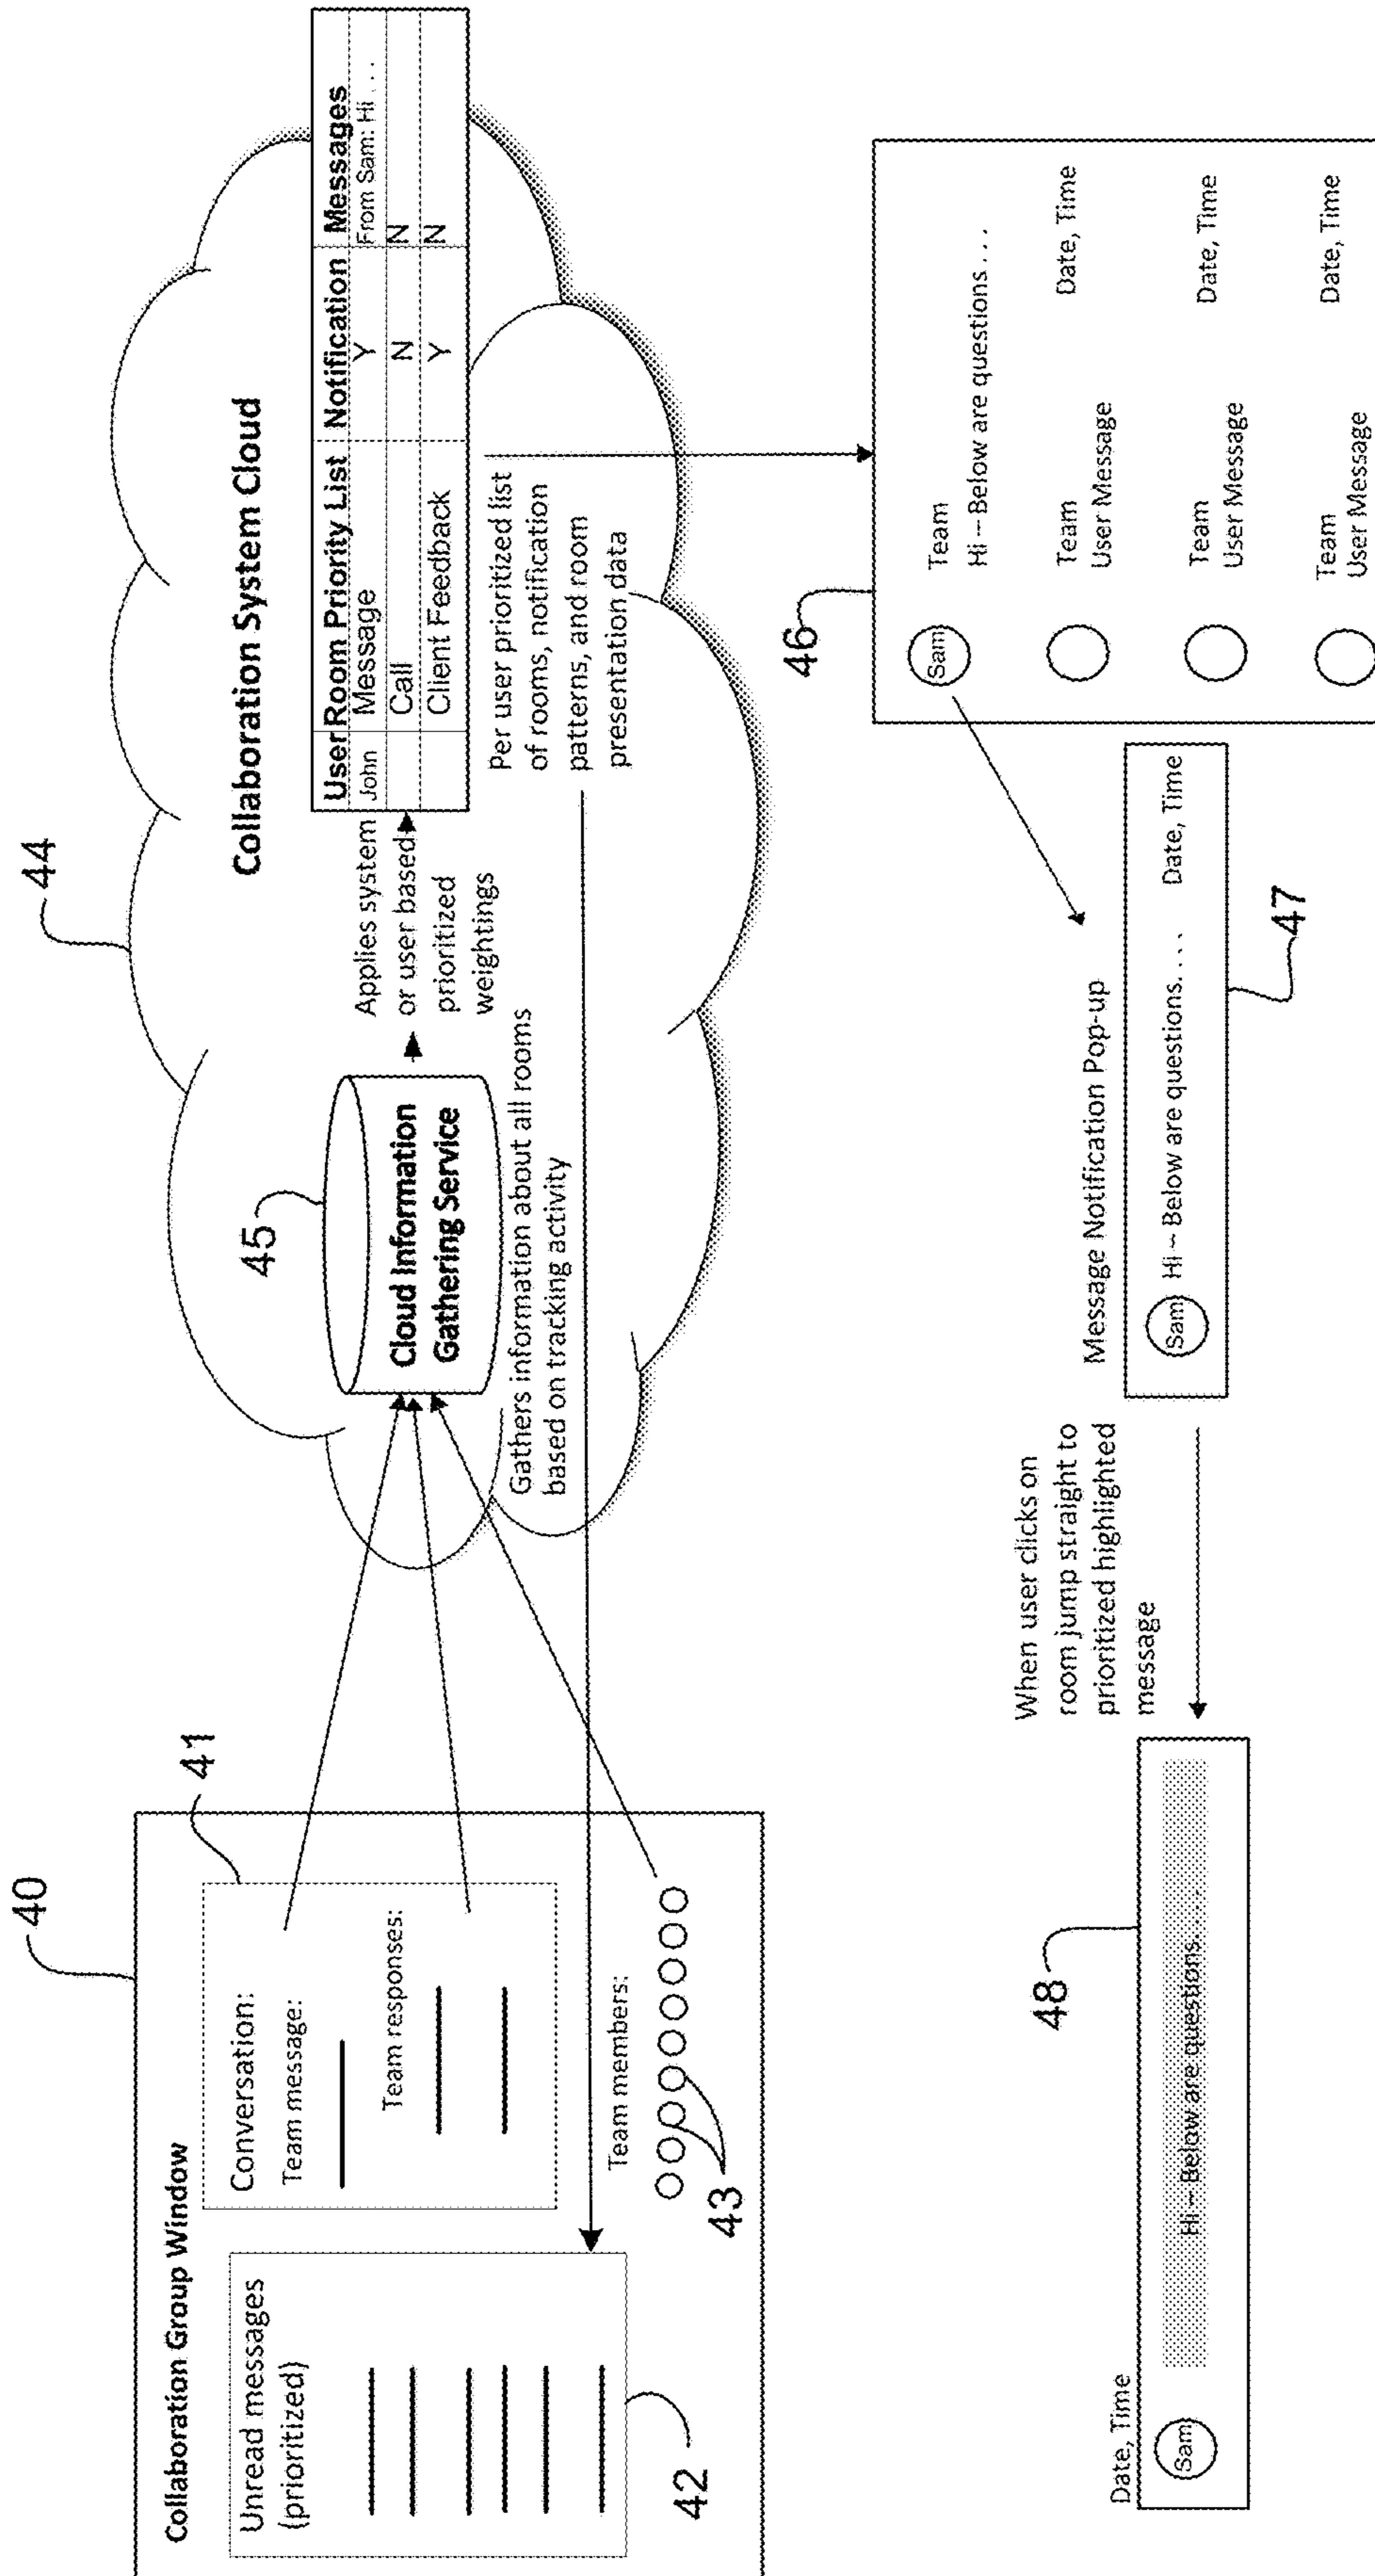 40
Collaboration Group Window
Unread messages
(prioritized)
42
Conversation:
Team message:
Team responses:
41
Team members:
43
44
Collaboration System Cloud
45
Cloud Information
Gathering Service
Gathers information about all rooms
based on tracking activity
Applies system
or user based
prioritized
weightings
User Room Priority List Notification Messages
John Message Y From Sam: Hi . . .
Call N N
Client Feedback Y N
Per user prioritized list
of rooms, notification
patterns, and room
presentation data
46
Sam Team
Hi – Below are questions . . .
Team
User Message Date, Time
Team
User Message Date, Time
Team
User Message Date, Time
Message Notification Pop-up
Sam Hi – Below are questions. . . . Date, Time
47
When user clicks on
room jump straight to
prioritized highlighted
message
48
Date, Time
Sam Hi – Below are questions. . . .